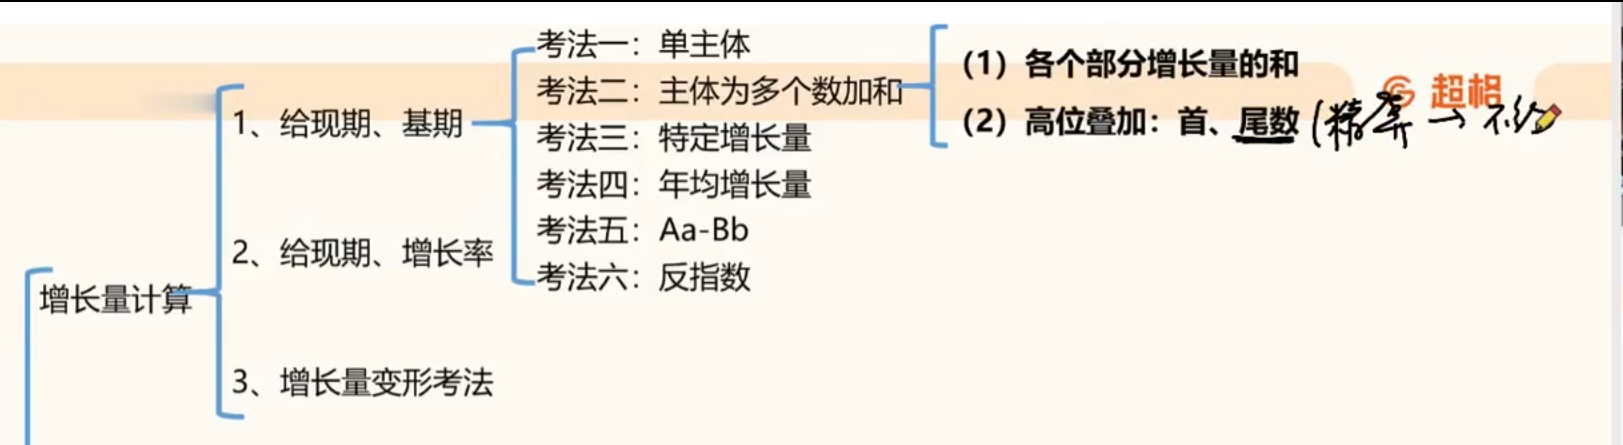 考法一：单主体
考法二：主体为多个数加和
考法三：特定增长量
考法四：年均增长量
考法五：Aa-Bb
考法六：反指数
（1）各个部分增长量的和
（2）高位叠加：首、尾数（精
超格
1、给现期、基期
2、给现期、增长率
3、增长量变形考法
增长量计算